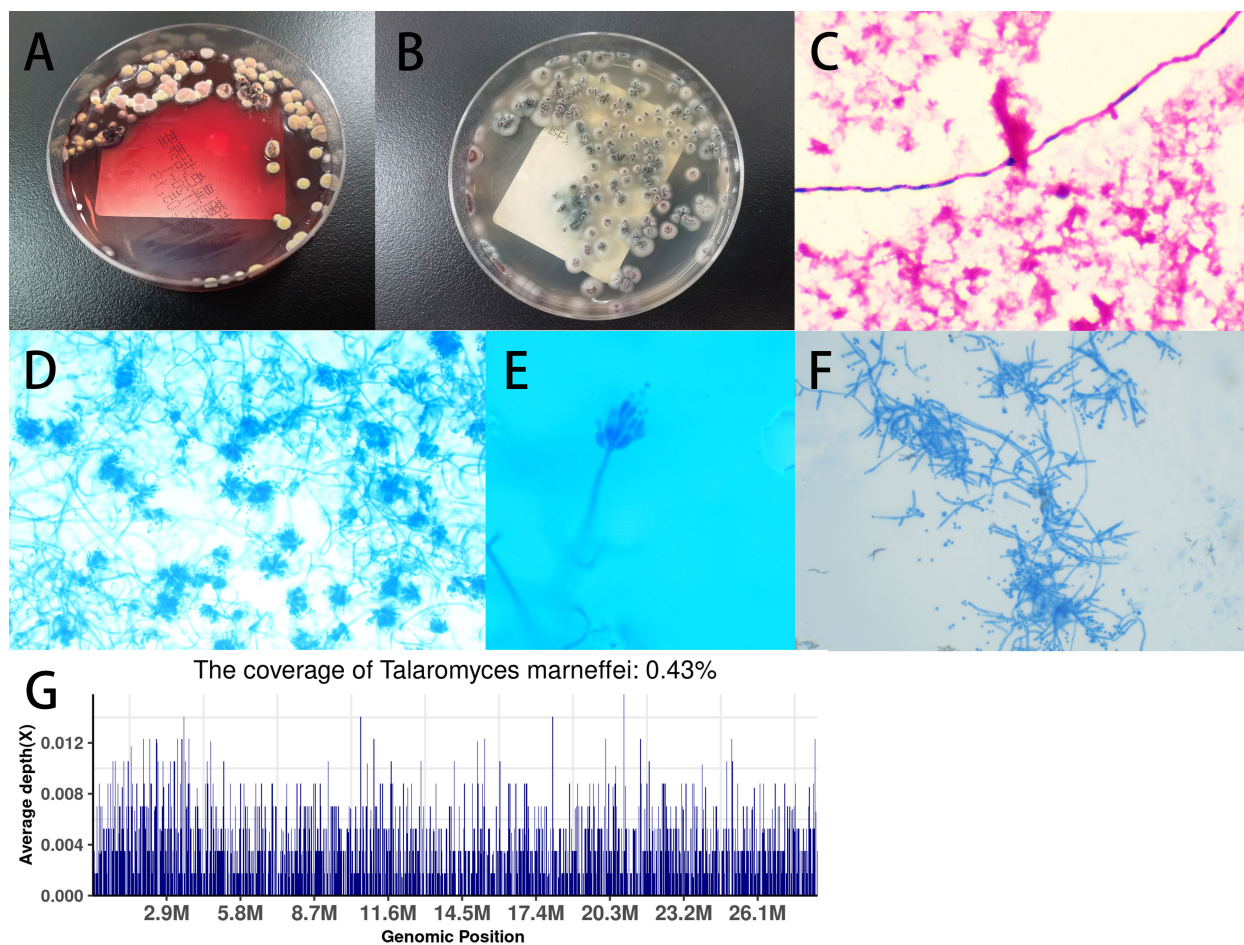 A
B
C
D
E
F
G
The coverage of Talaromyces marneffei: 0.43%
Average depth(X)
0.012
0.008
0.004
0.000
2.9M 5.8M 8.7M 11.6M 14.5M 17.4M 20.3M 23.2M 26.1M
Genomic Position